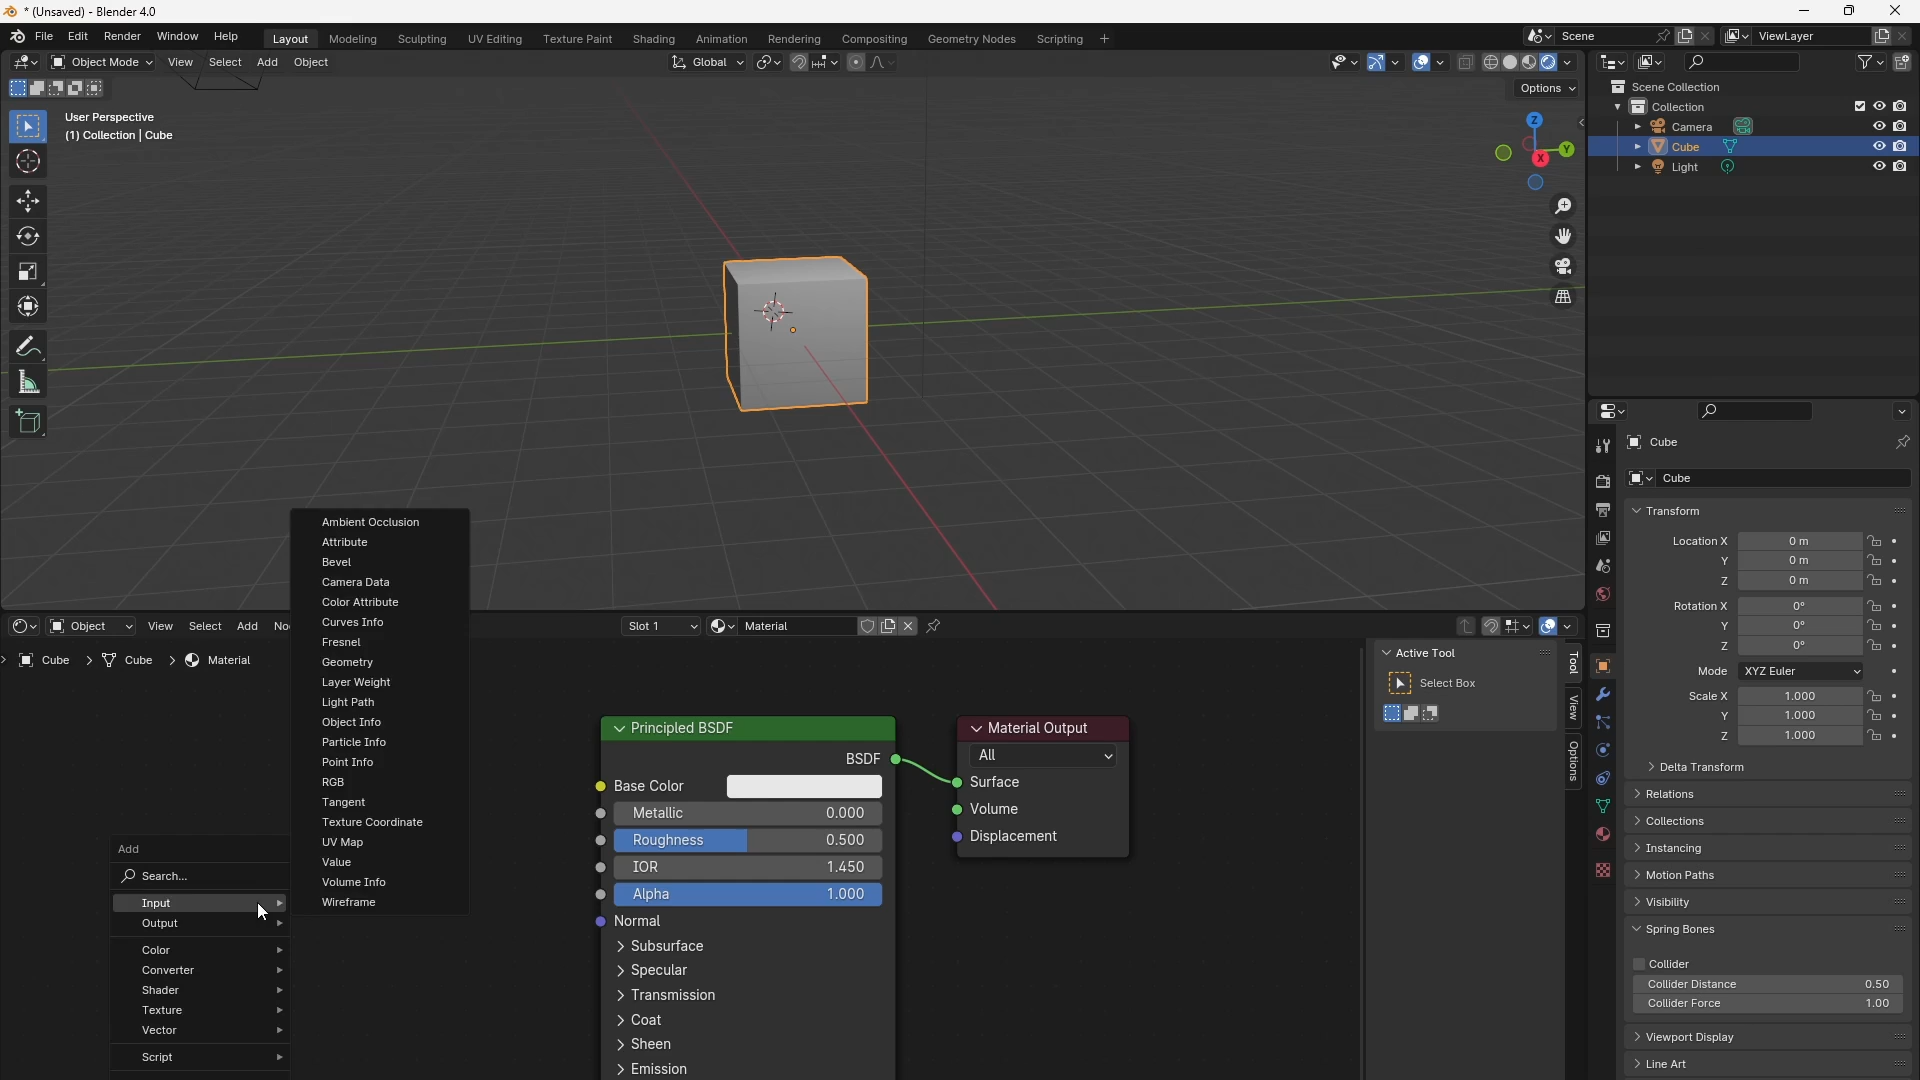 * (Unsaved) - Blender 4.0
File Edit Render Window Help Layout Modeling Sculpting UV Editing Texture Paint Shading Animation Rendering Compositing Geometry Nodes Scripting + Scene ViewLayer
Object Mode View Select Add Object Global
Options
User Perspective
(1) Collection | Cube
Z
Y
X
Scene Collection
Collection
Camera
Cube
Light
Cube
Cube
Transform
Location X 0 m
Y 0 m
Z 0 m
Rotation X 0°
Y 0°
Z 0°
Mode XYZ Euler
Scale X 1.000
Y 1.000
Z 1.000
Delta Transform
Relations
Collections
Instancing
Motion Paths
Visibility
Spring Bones
Collider
Collider Distance 0.50
Collider Force 1.00
Viewport Display
Line Art
Object View Select Add No Slot 1 Material
Cube Cube Material
Ambient Occlusion
Attribute
Bevel
Camera Data
Color Attribute
Curves Info
Fresnel
Geometry
Layer Weight
Light Path
Object Info
Particle Info
Point Info
RGB
Tangent
Texture Coordinate
UV Map
Value
Volume Info
Wireframe
Add
Search...
Input
Output
Color
Converter
Shader
Texture
Vector
Script
Principled BSDF
BSDF
Base Color
Metallic 0.000
Roughness 0.500
IOR 1.450
Alpha 1.000
Normal
Subsurface
Specular
Transmission
Coat
Sheen
Emission
Material Output
All
Surface
Volume
Displacement
Active Tool
Select Box
Tool
View
Options